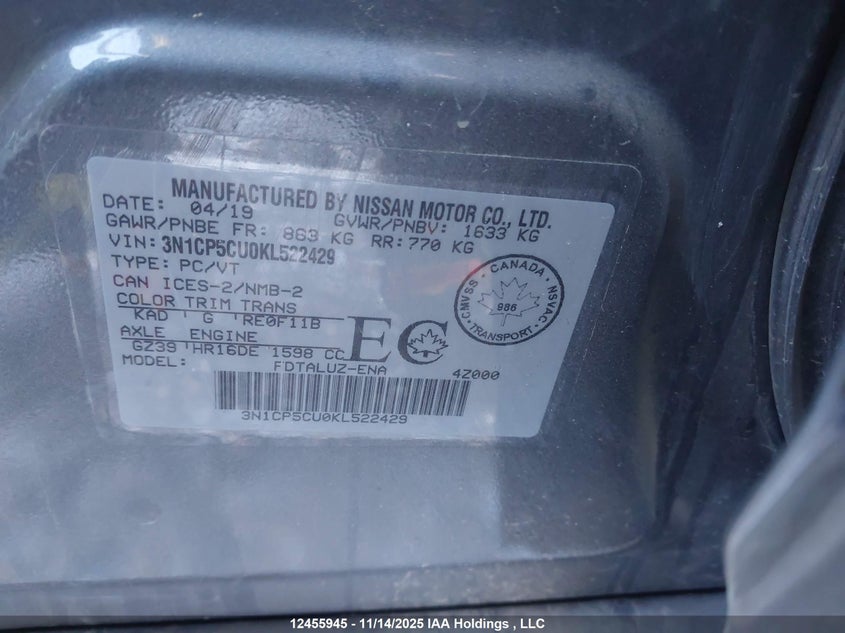 MANUFACTURED BY NISSAN MOTOR CO., LTD.
DATE: 04/19 GVWR/PNBV: 1633 KG
GAWR/PNBE FR: 863 KG RR: 770 KG
VIN: 3N1CP5CU0KL522429
TYPE: PC/VT
CAN ICES-2/NMB-2
COLOR TRIM TRANS
KAD ' G 'RE0F11B
AXLE ENGINE
GZ39 'HR16DE 1598 CC
EC
MODEL: FDTALUZ-ENA 4Z000
3N1CP5CU0KL522429
CANADA
CMVSS 986 NSVAC
TRANSPORT
12455945 - 11/14/2025 IAA Holdings , LLC